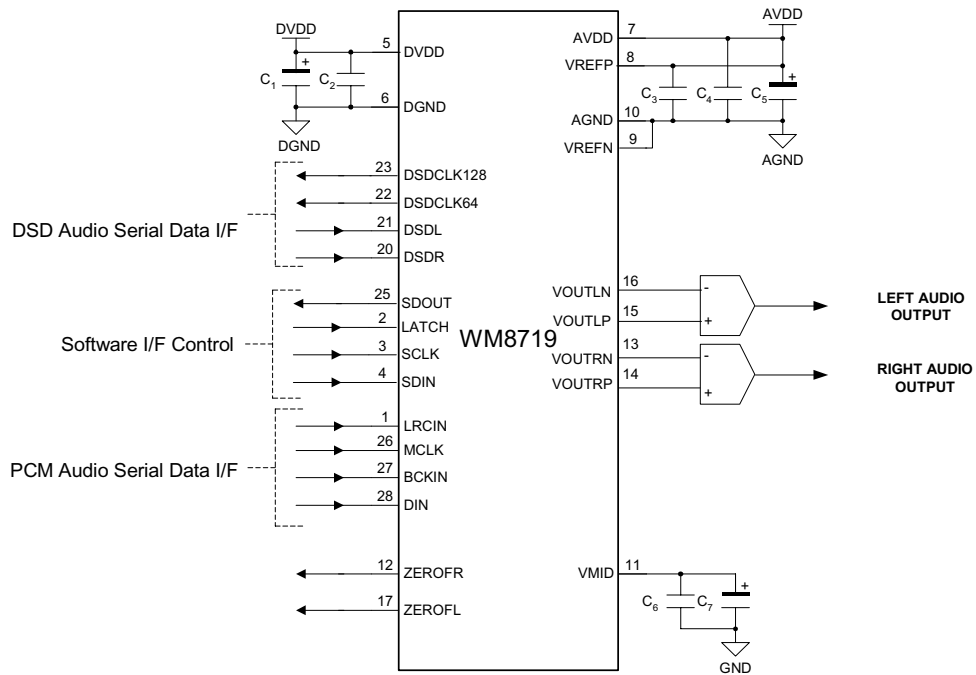 DVDD
5
DVDD
+
C1
C2
6
DGND
DGND
23
DSDCLK128
22
DSDCLK64
DSD Audio Serial Data I/F
21
DSDL
20
DSDR
25
SDOUT
2
LATCH
Software I/F Control
3
SCLK
4
SDIN
1
LRCIN
26
MCLK
PCM Audio Serial Data I/F
27
BCKIN
28
DIN
12
ZEROFR
17
ZEROFL
WM8719
AVDD
AVDD
7
VREFP
8
+
C3
C4
C5
AGND
10
VREFN
9
AGND
VOUTLN
16
-
VOUTLP
15
+
LEFT AUDIO
OUTPUT
VOUTRN
13
-
VOUTRP
14
+
RIGHT AUDIO
OUTPUT
VMID
11
+
C6
C7
GND